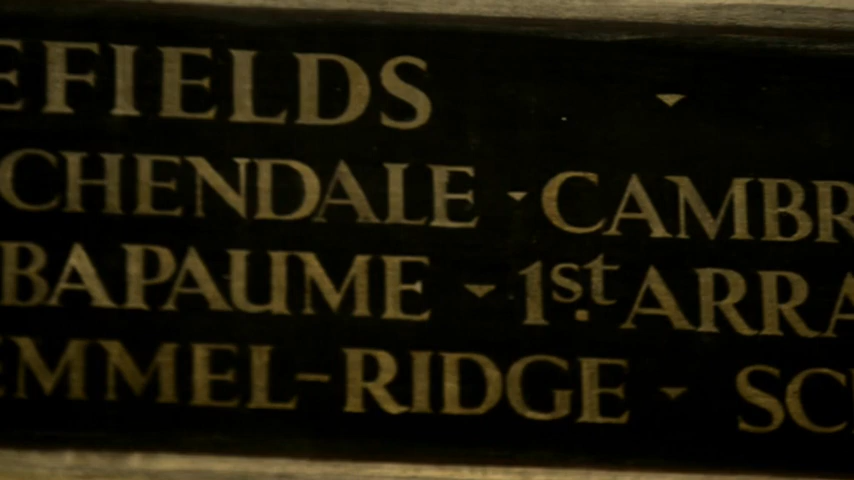 EFIELDS
CHENDALE CAMBR
BAPAUME 1st ARRA
EMMEL-RIDGE SC